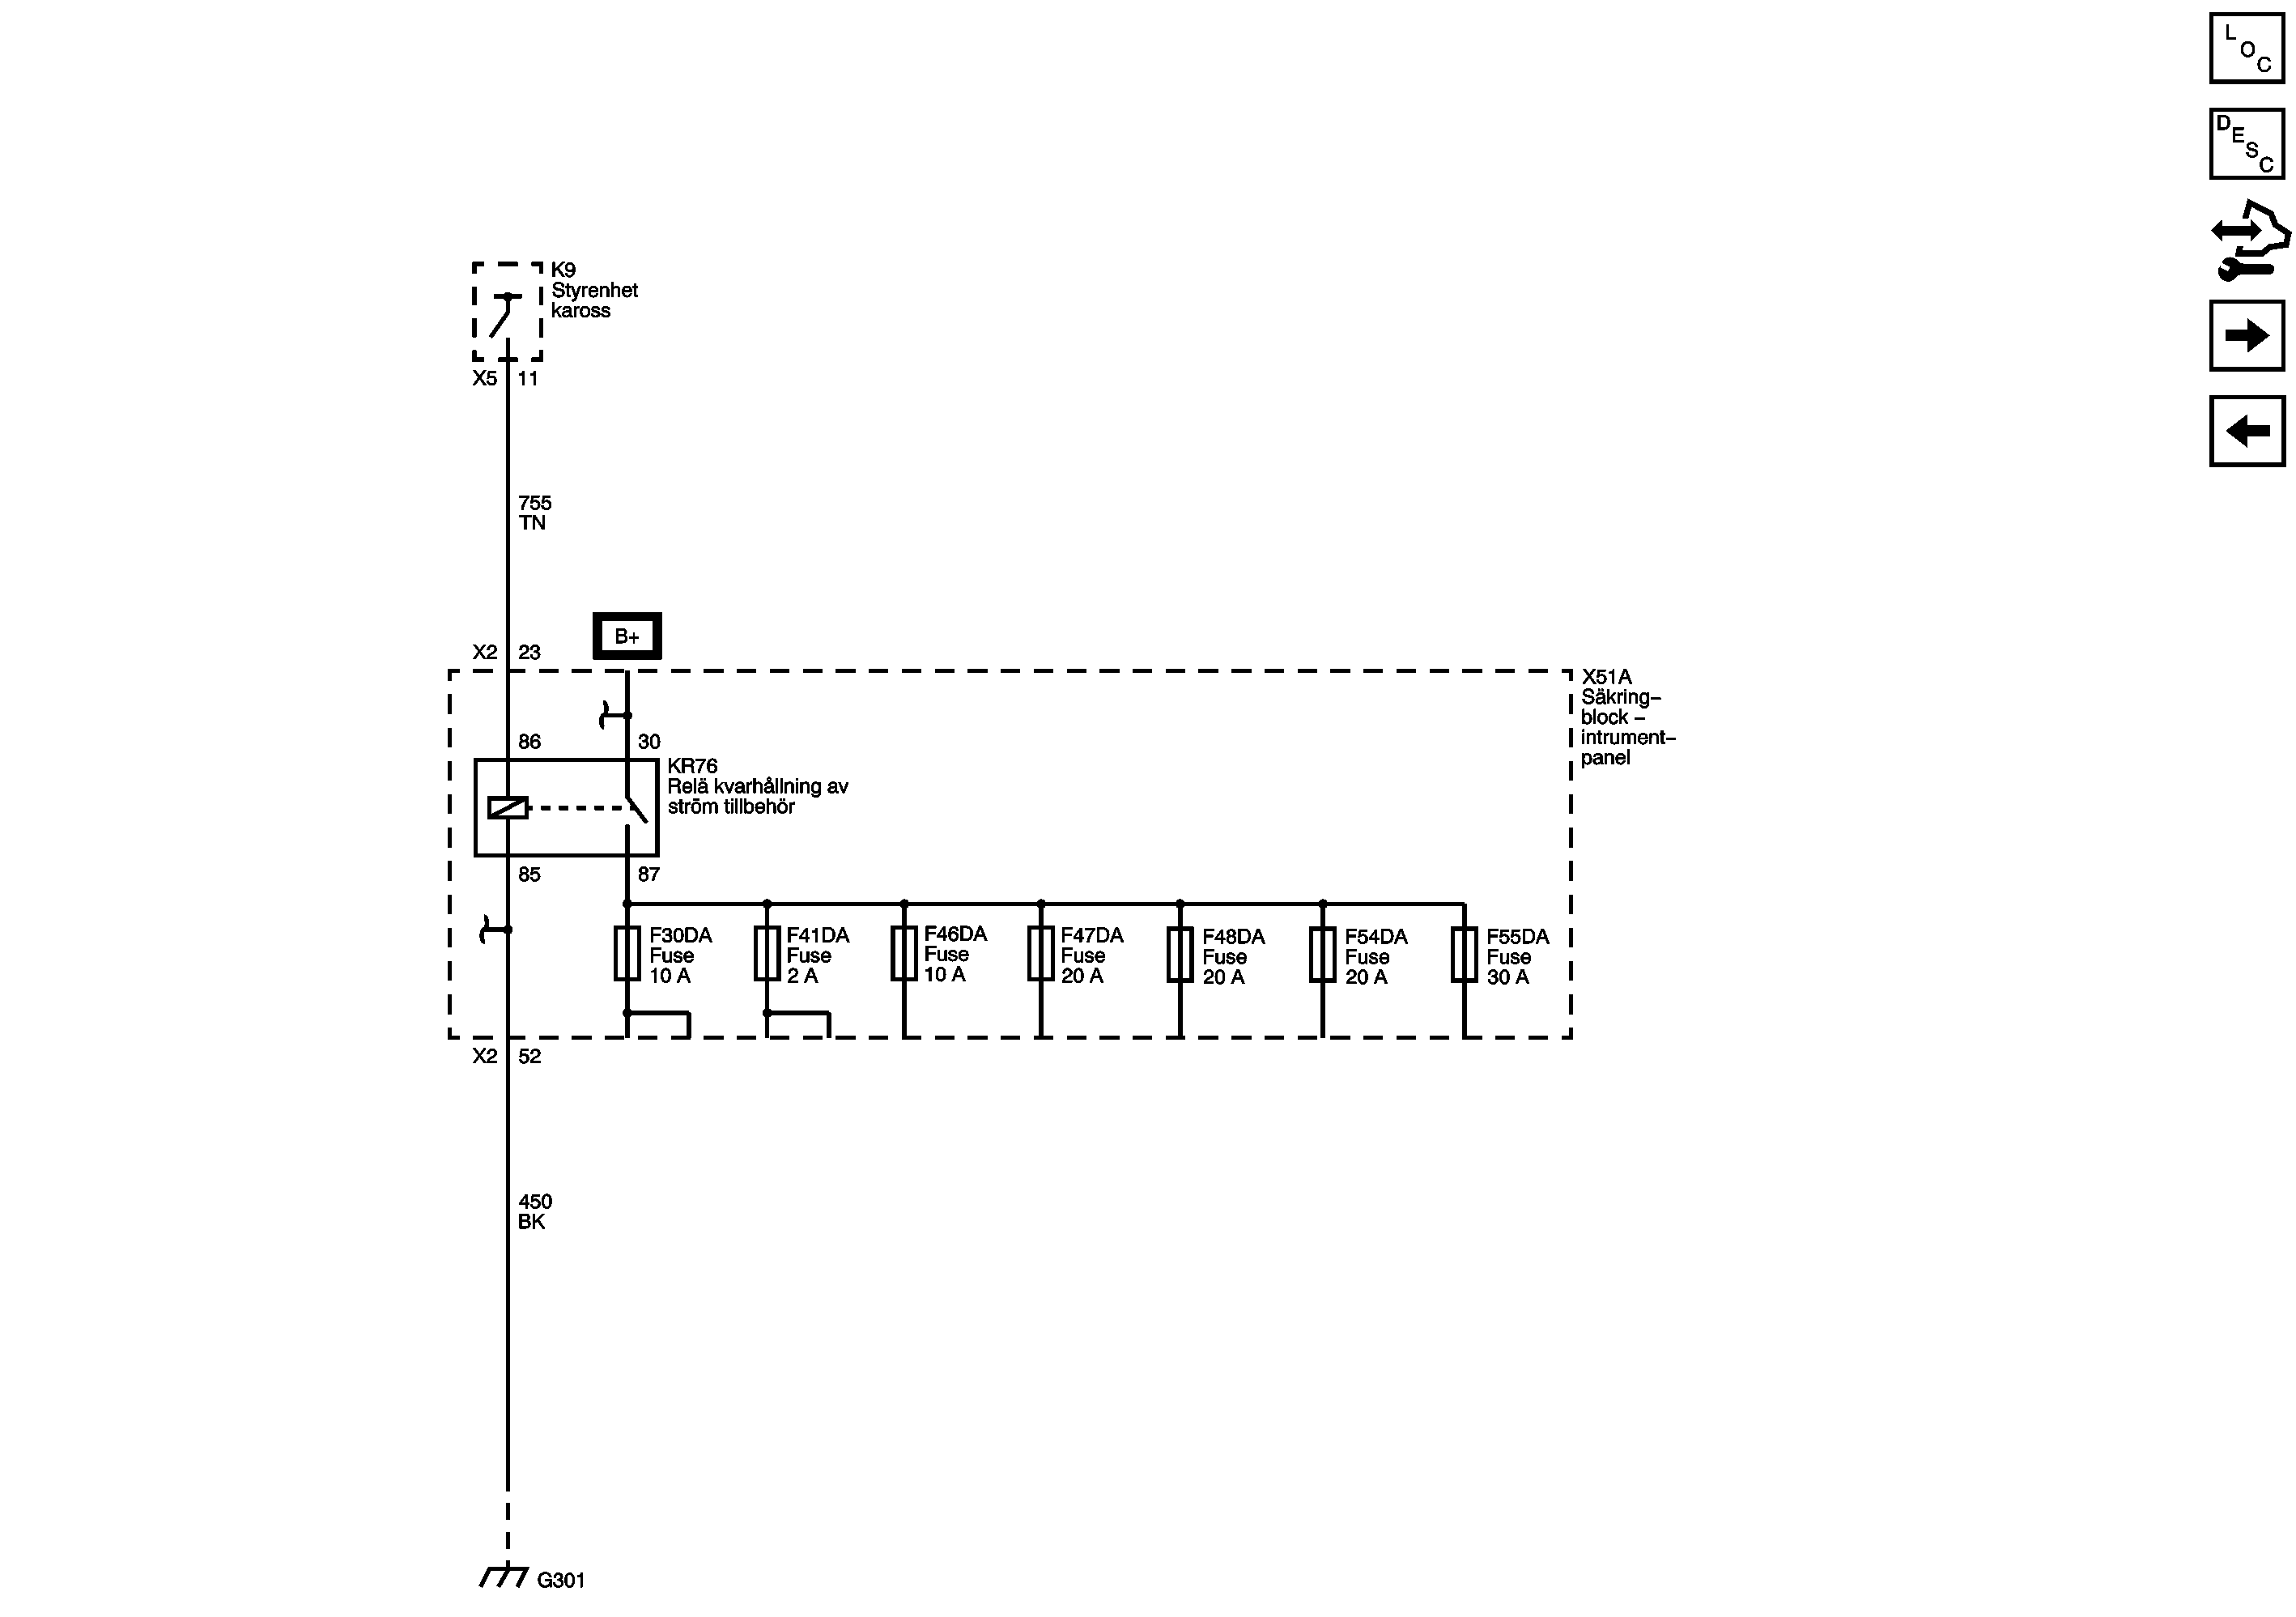 L
O
C
D
E
S
C
K9
Styrenhet
kaross
X5 11
755
TN
B+
X2 23
X51A
Säkring–
block –
intrument–
panel
86 30
KR76
Relä kvarhållning av
ström tillbehör
85 87
F30DA
Fuse
10 A
F41DA
Fuse
2 A
F46DA
Fuse
10 A
F47DA
Fuse
20 A
F48DA
Fuse
20 A
F54DA
Fuse
20 A
F55DA
Fuse
30 A
X2 52
450
BK
G301